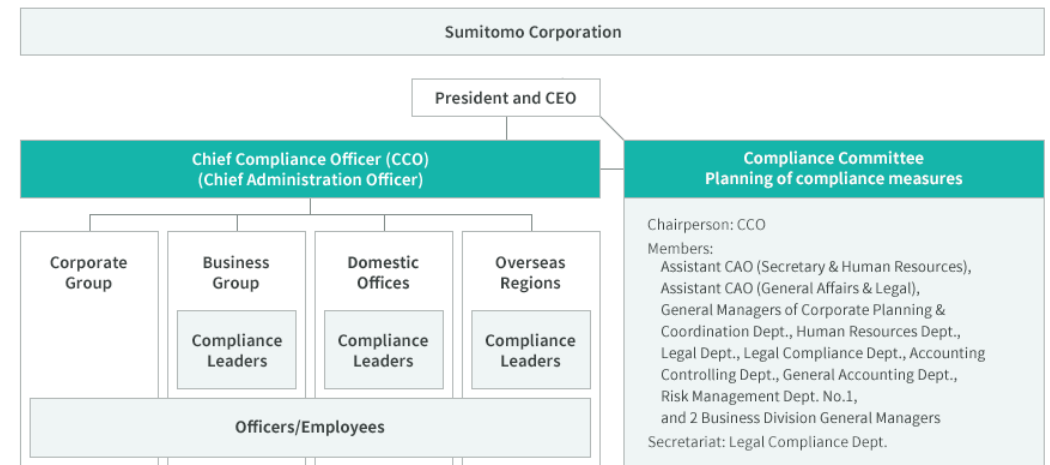 Sumitomo Corporation
President and CEO
Chief Compliance Officer (CCO)
(Chief Administration Officer)
Compliance Committee
Planning of compliance measures
Corporate
Group
Business
Group
Compliance
Leaders
Domestic
Offices
Compliance
Leaders
Overseas
Regions
Compliance
Leaders
Officers/Employees
Chairperson: CCO
Members:
Assistant CAO (Secretary & Human Resources),
Assistant CAO (General Affairs & Legal),
General Managers of Corporate Planning &
Coordination Dept., Human Resources Dept.,
Legal Dept., Legal Compliance Dept., Accounting
Controlling Dept., General Accounting Dept.,
Risk Management Dept. No.1,
and 2 Business Division General Managers
Secretariat: Legal Compliance Dept.